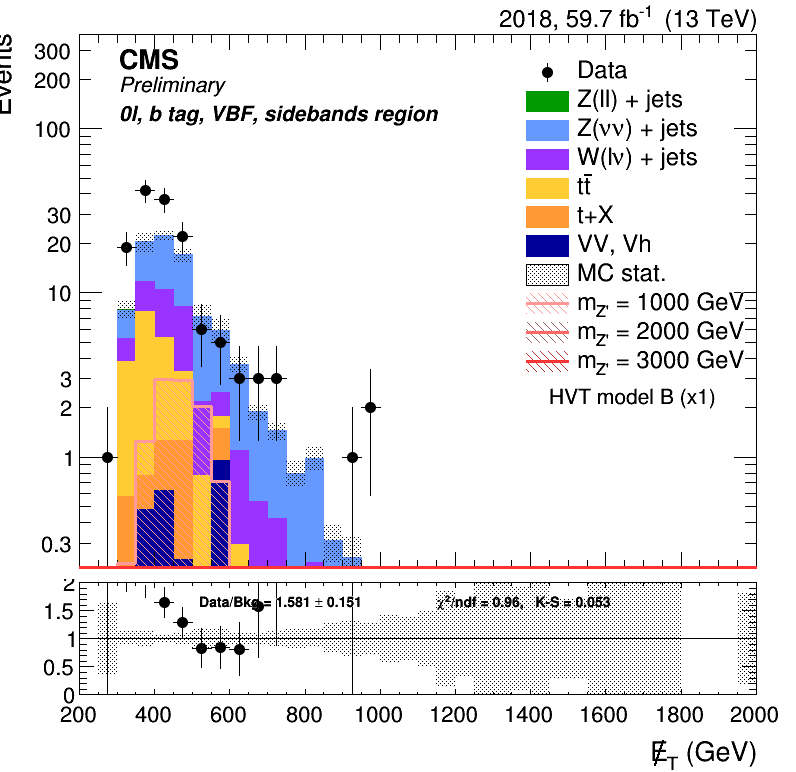 2018, 59.7 fb⁻¹ (13 TeV)
Events
CMS
Preliminary
0l, b tag, VBF, sidebands region
Data
Z(ll) + jets
Z(νν) + jets
W(lν) + jets
tt̄
t+X
VV, Vh
MC stat.
m_Z' = 1000 GeV
m_Z' = 2000 GeV
m_Z' = 3000 GeV
HVT model B (x1)
300
200
100
30
20
10
3
2
1
0.3
Data/Bkg = 1.581 ± 0.151
χ²/ndf = 0.96, K-S = 0.053
2
1.5
1
0.5
0
200 400 600 800 1000 1200 1400 1600 1800 2000
E̸_T (GeV)